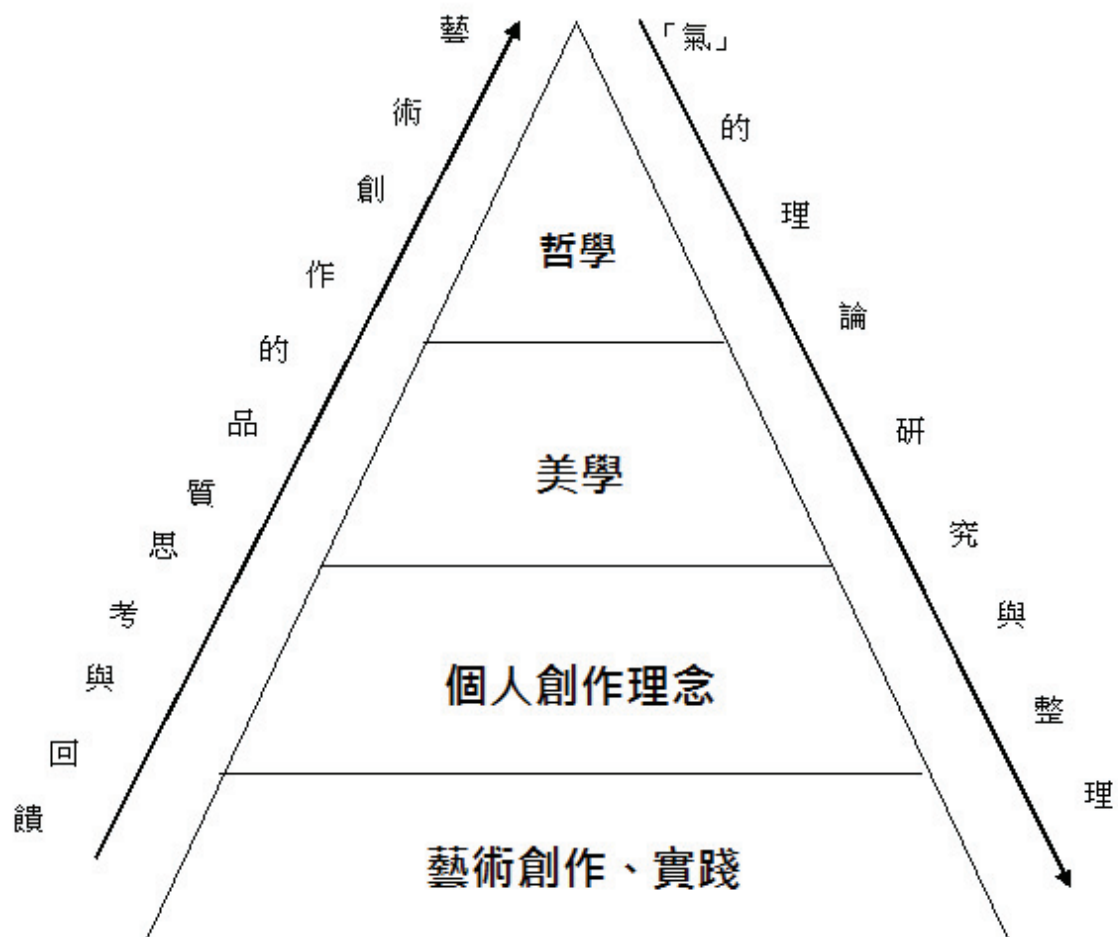 藝術創作的品質思考與回饋
「氣」的理論研究與整理
哲學
美學
個人創作理念
藝術創作、實踐